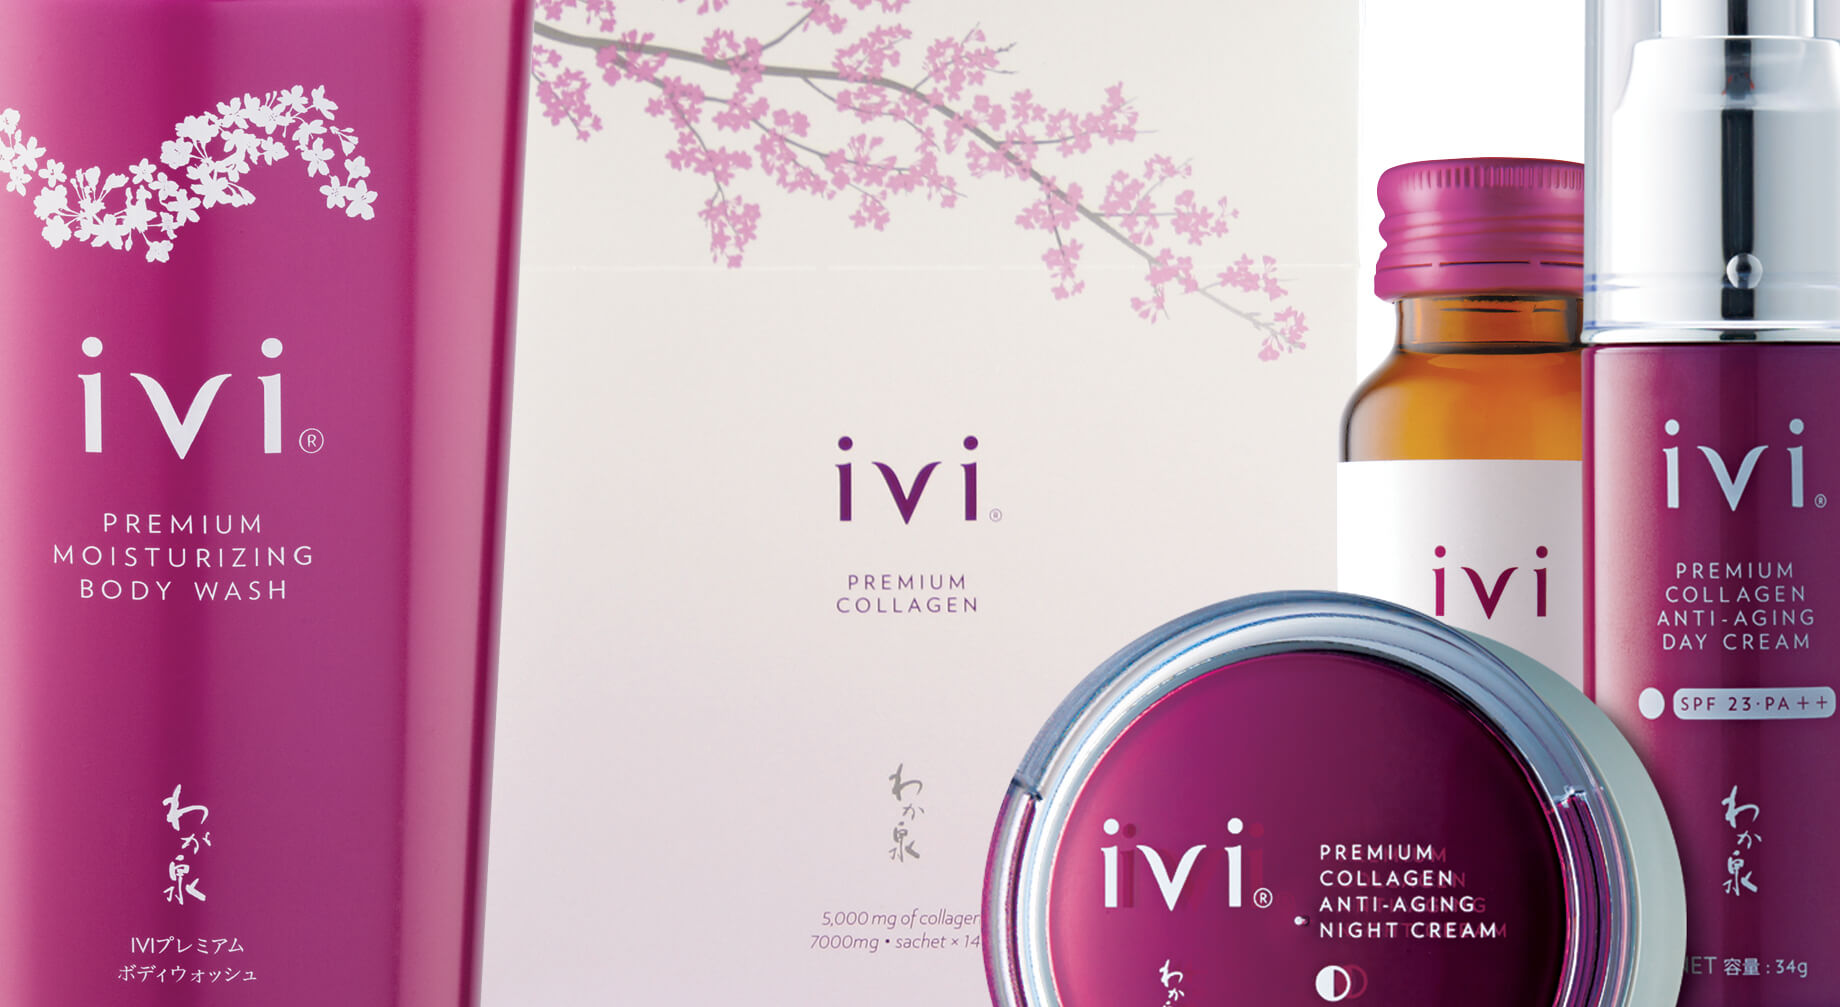 ivi®
PREMIUM
MOISTURIZING
BODY WASH
わか泉
IVIプレミアム
ボディウォッシュ
ivi®
PREMIUM
COLLAGEN
わか泉
5,000 mg of collagen
7000mg • sachet × 14
ivi
ivi®
PREMIUM
COLLAGEN
ANTI-AGING
NIGHT CREAM
わか
ivi®
PREMIUM
COLLAGEN
ANTI-AGING
DAY CREAM
SPF 23·PA++
わか泉
NET 容量 : 34g